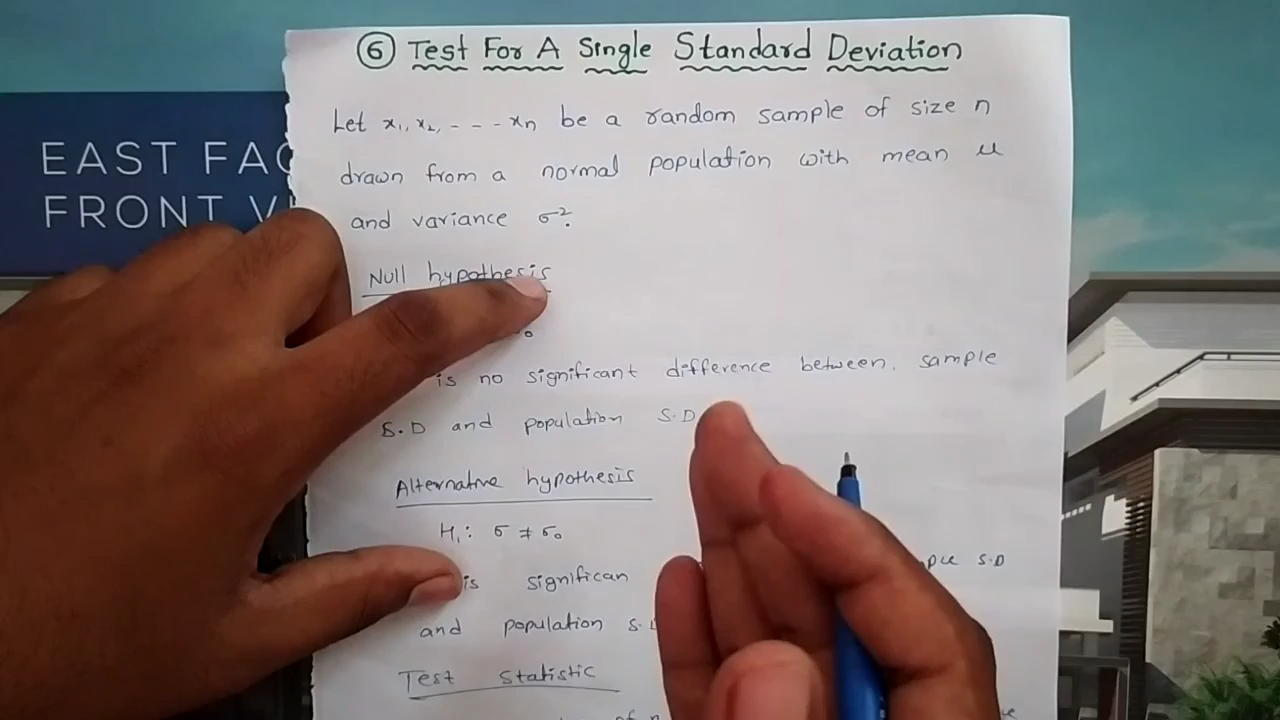 ⑥ Test For A Single Standard Deviation
Let x₁, x₂, - - - - xn be a random sample of size n
drawn from a normal population with mean μ
and variance σ².
EAST FAC
FRONT V
Null hypothesis
is no significant difference between sample
S.D and population S.D
Alternative hypothesis
H₁: σ ≠ σ₀
is significan S.D
and population S.
Test Statistic
of n